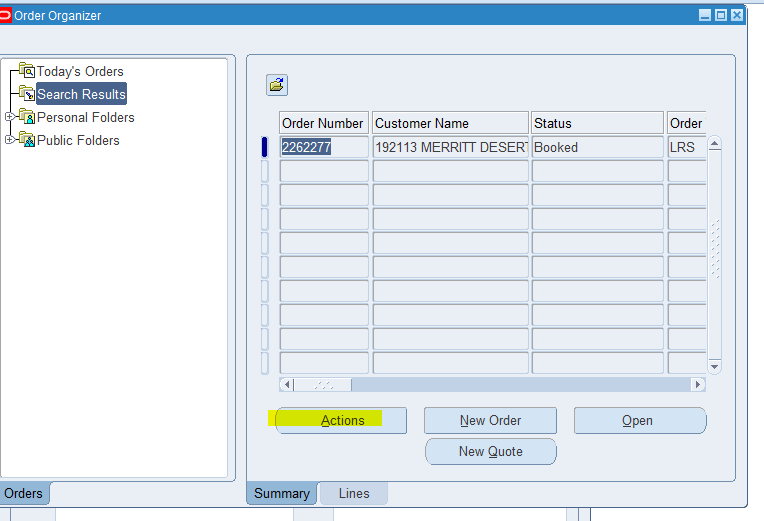 Order Organizer
Today's Orders
Search Results
Personal Folders
Public Folders
Order Number Customer Name Status Order
2262277 192113 MERRITT DESERT Booked LRS
Actions New Order Open
New Quote
Orders Summary Lines